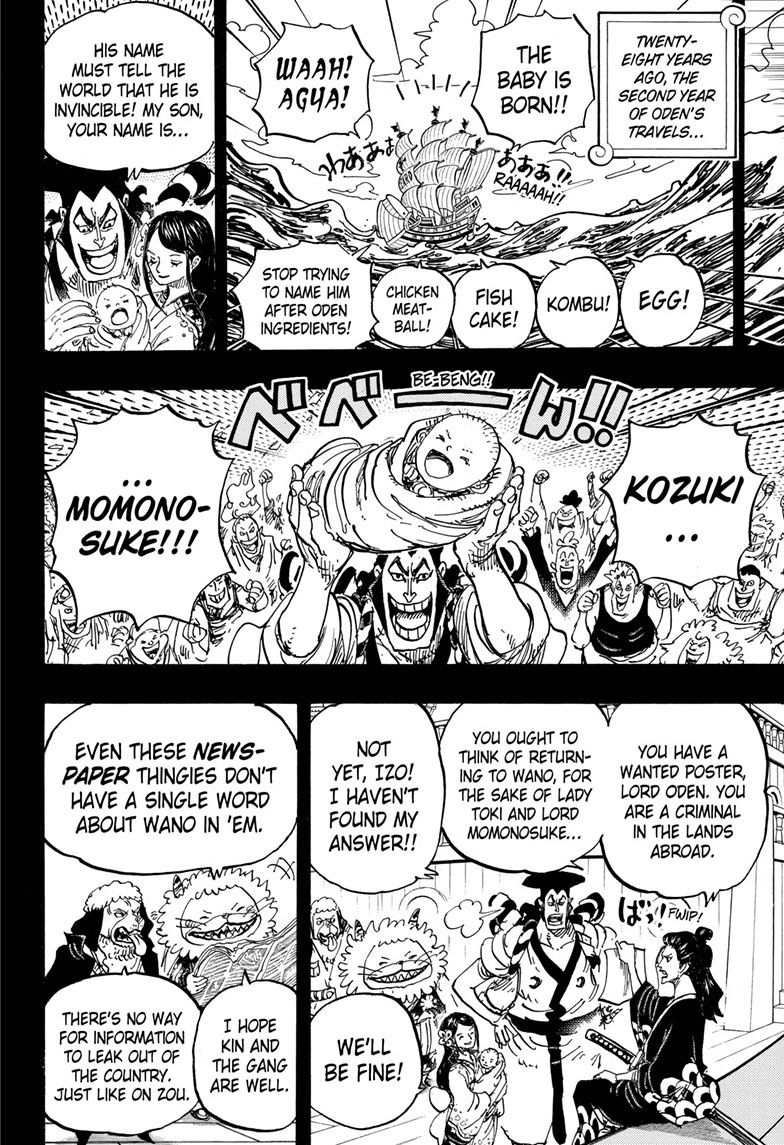 TWENTY-
EIGHT YEARS
AGO, THE
SECOND YEAR
OF ODEN'S
TRAVELS...
THE
BABY IS
BORN!!
WAAH!
AGYA!
わああよ
あああ!!
RAAAAAH!!
EGG!
KOMBU!
FISH
CAKE!
CHICKEN
MEAT-
BALL!
STOP TRYING
TO NAME HIM
AFTER ODEN
INGREDIENTS!
HIS NAME
MUST TELL THE
WORLD THAT HE IS
INVINCIBLE! MY SON,
YOUR NAME IS...
べべーーん!!
BE-BENG!!
KOZUKI
...
...
MOMONO-
SUKE!!!
YOU HAVE A
WANTED POSTER,
LORD ODEN. YOU
ARE A CRIMINAL
IN THE LANDS
ABROAD.
YOU OUGHT TO
THINK OF RETURN-
ING TO WANO, FOR
THE SAKE OF LADY
TOKI AND LORD
MOMONOSUKE...
NOT
YET, IZO!
I HAVEN'T
FOUND MY
ANSWER!!
ばっ!
FWIP!
WE'LL
BE FINE!
EVEN THESE NEWS-
PAPER THINGIES DON'T
HAVE A SINGLE WORD
ABOUT WANO IN 'EM.
I HOPE
KIN AND
THE GANG
ARE WELL.
THERE'S NO WAY
FOR INFORMATION
TO LEAK OUT OF
THE COUNTRY.
JUST LIKE ON ZOU.